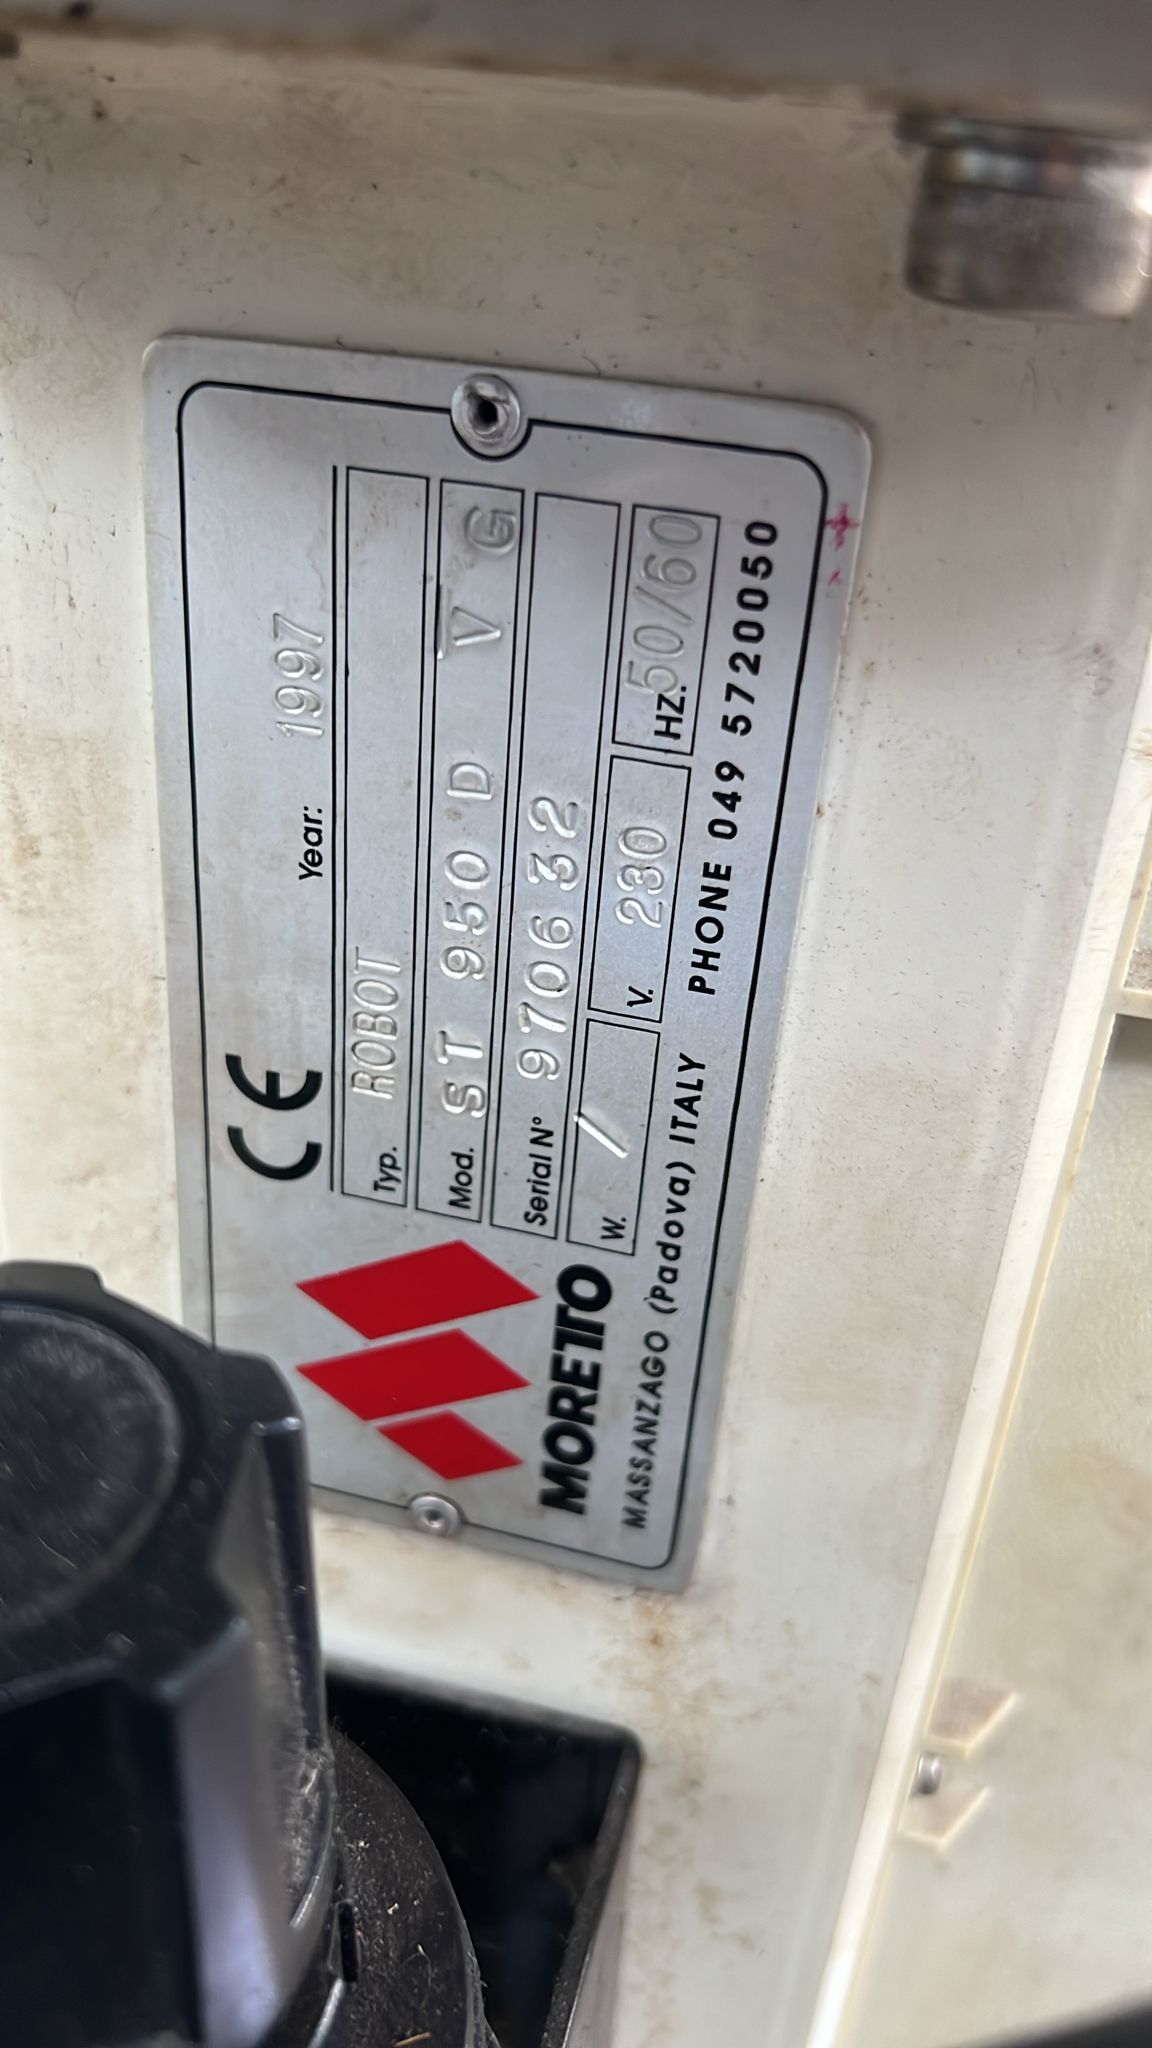 CE Year: 1997
Typ. ROBOT
Mod. ST 950 D V G
Serial N° 970632
W. / V. 230 HZ. 50/60
MORETTO
MASSANZAGO (Padova) ITALY PHONE 049 5720050